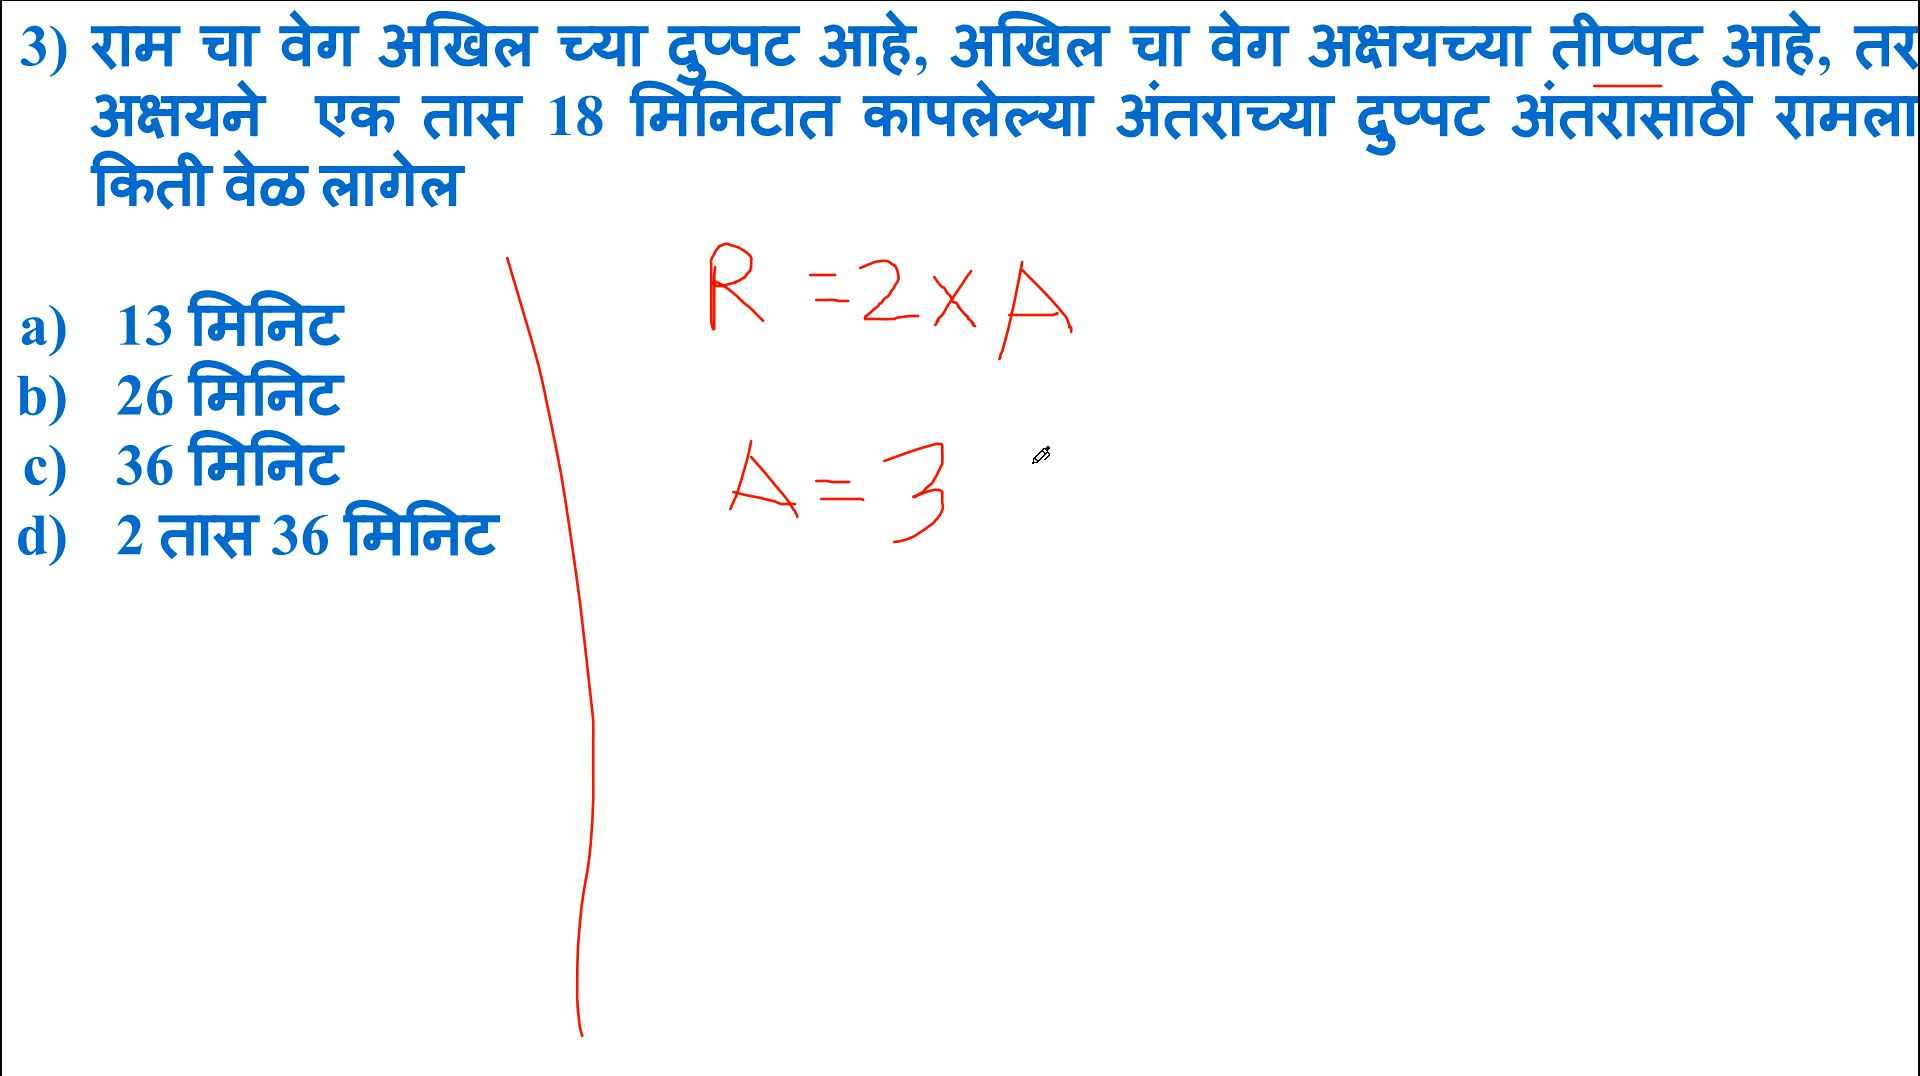 3) राम चा वेग अखिल च्या दुप्पट आहे, अखिल चा वेग अक्षयच्या तीप्पट आहे, तर
अक्षयने एक तास 18 मिनिटात कापलेल्या अंतराच्या दुप्पट अंतरासाठी रामला
किती वेळ लागेल
a) 13 मिनिट
b) 26 मिनिट
c) 36 मिनिट
d) 2 तास 36 मिनिट
R = 2 x A
A = 3